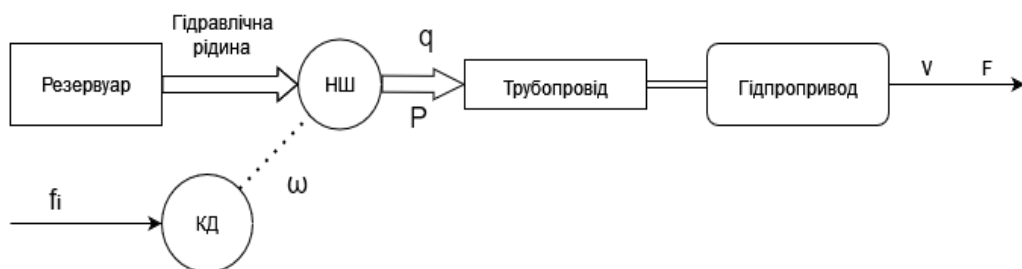 Гідравлічна
рідина
Резервуар
НШ
q
P
Трубопровід
Гідпропривод
V
F
ω
fi
КД